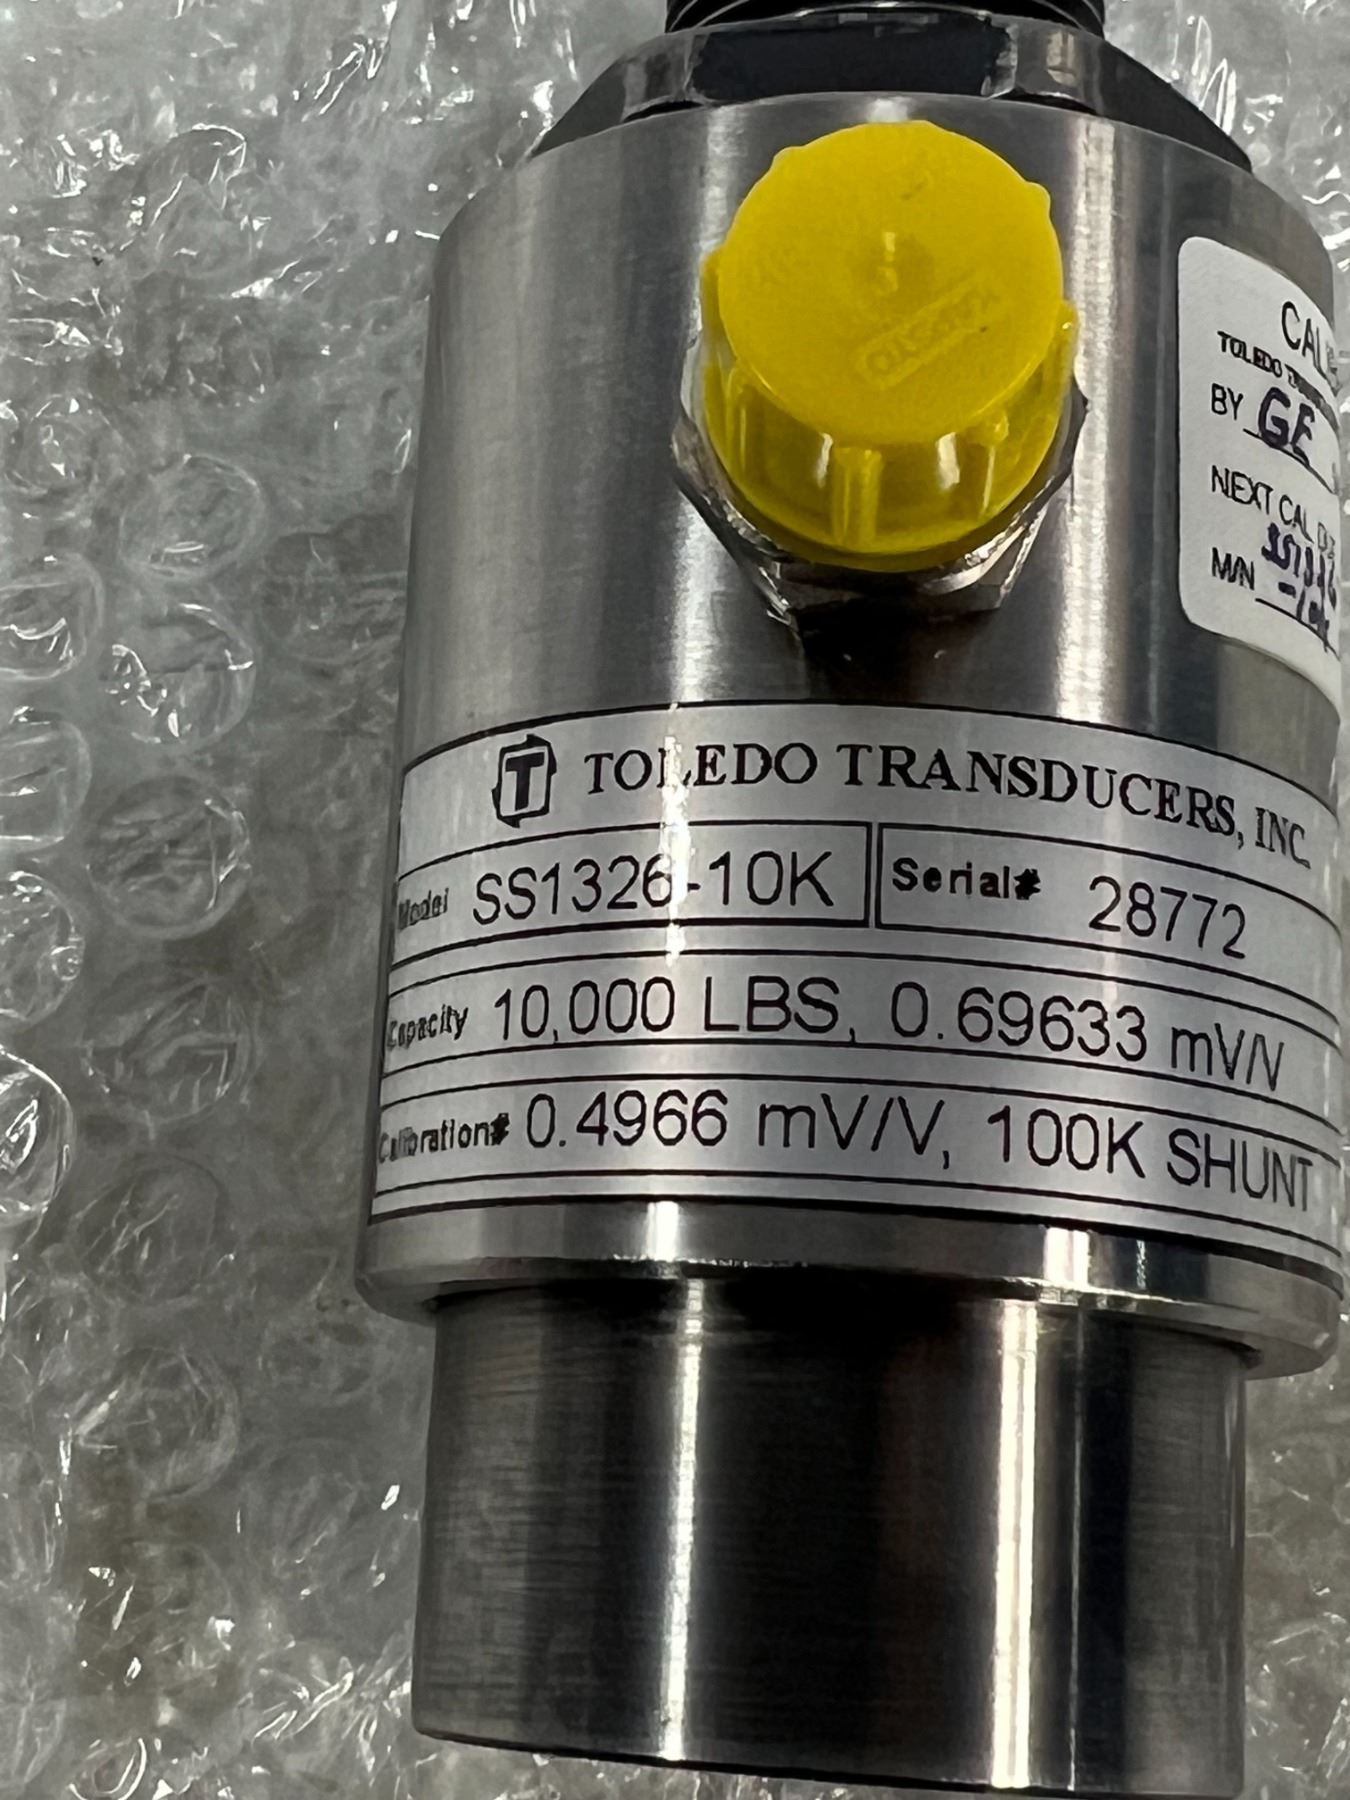 CAL
TOLEDO
BY GE
NEXT CAL
M/N
TOLEDO TRANSDUCERS, INC.
Model SS1326-10K Serial# 28772
Capacity 10,000 LBS, 0.69633 mV/V
Calibration# 0.4966 mV/V, 100K SHUNT